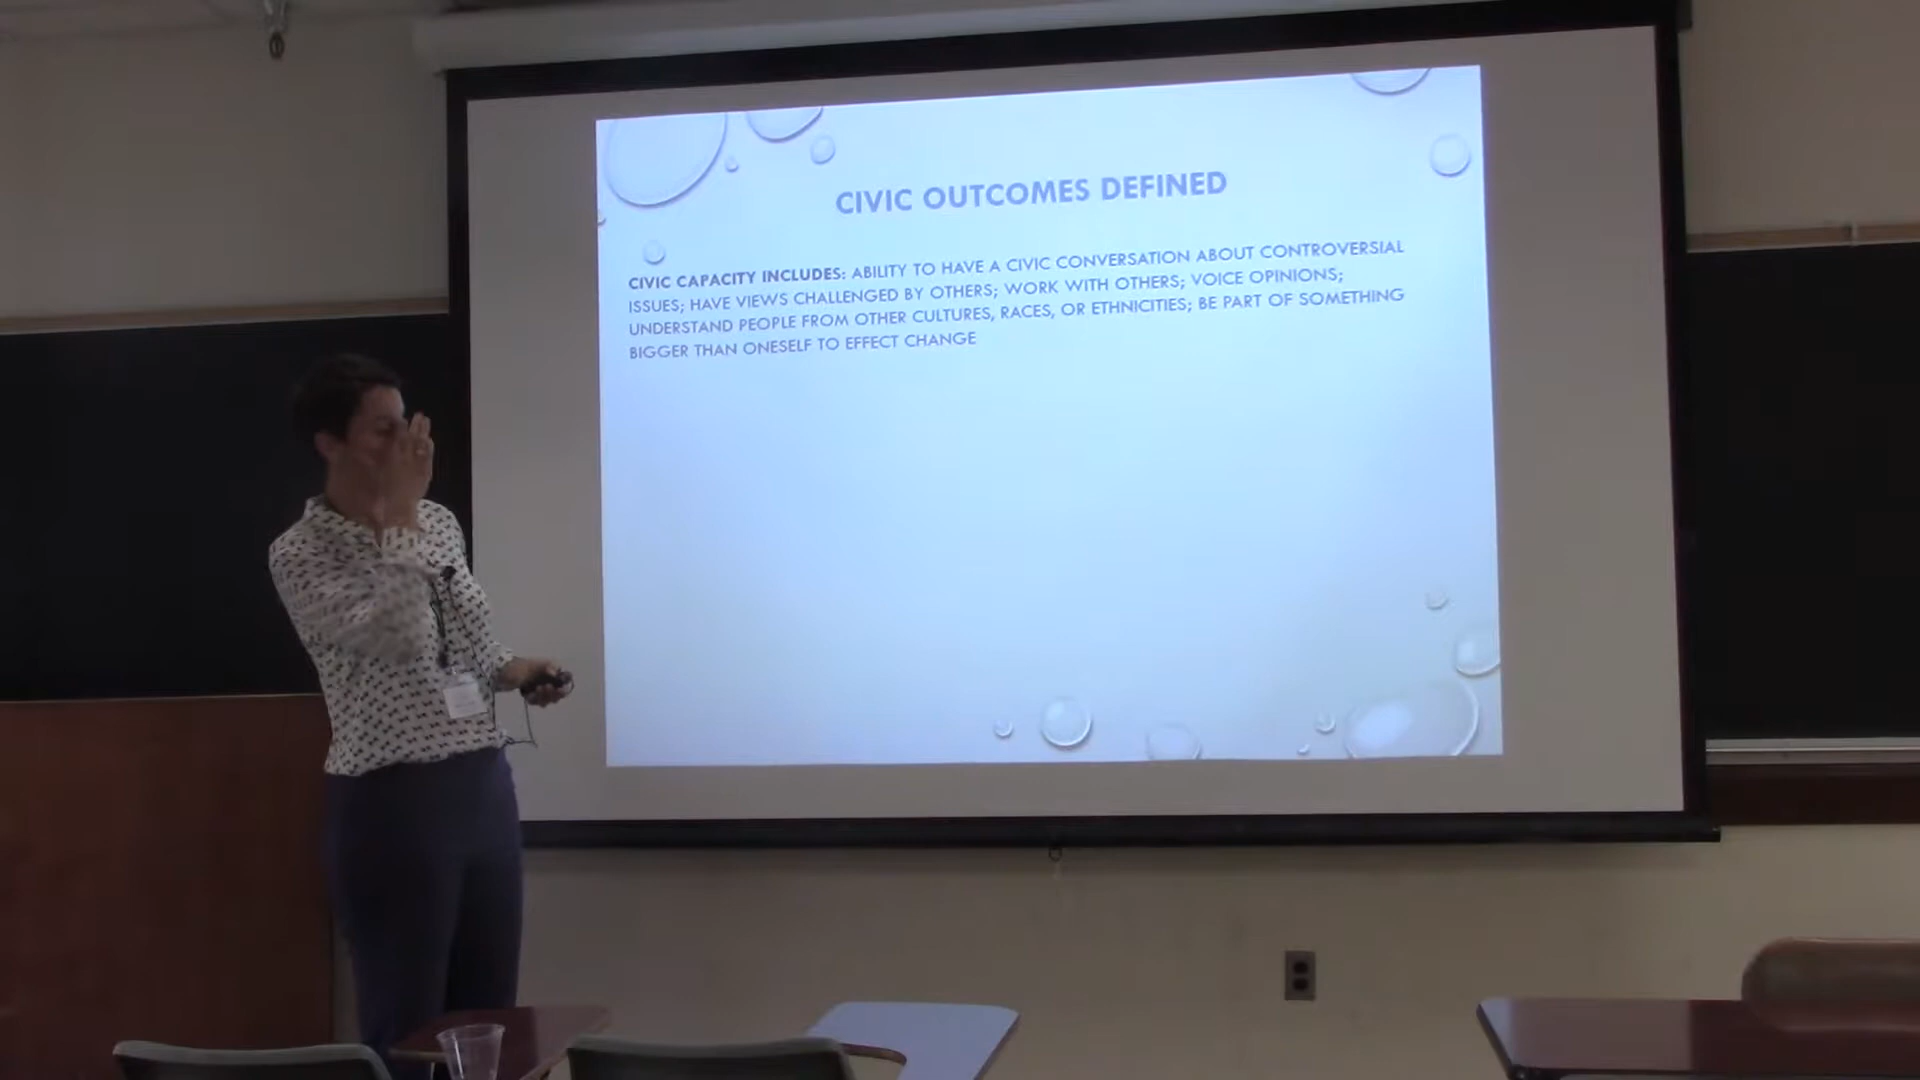 CIVIC OUTCOMES DEFINED
CIVIC CAPACITY INCLUDES: ABILITY TO HAVE A CIVIC CONVERSATION ABOUT CONTROVERSIAL
ISSUES; HAVE VIEWS CHALLENGED BY OTHERS; WORK WITH OTHERS; VOICE OPINIONS;
UNDERSTAND PEOPLE FROM OTHER CULTURES, RACES, OR ETHNICITIES; BE PART OF SOMETHING
BIGGER THAN ONESELF TO EFFECT CHANGE